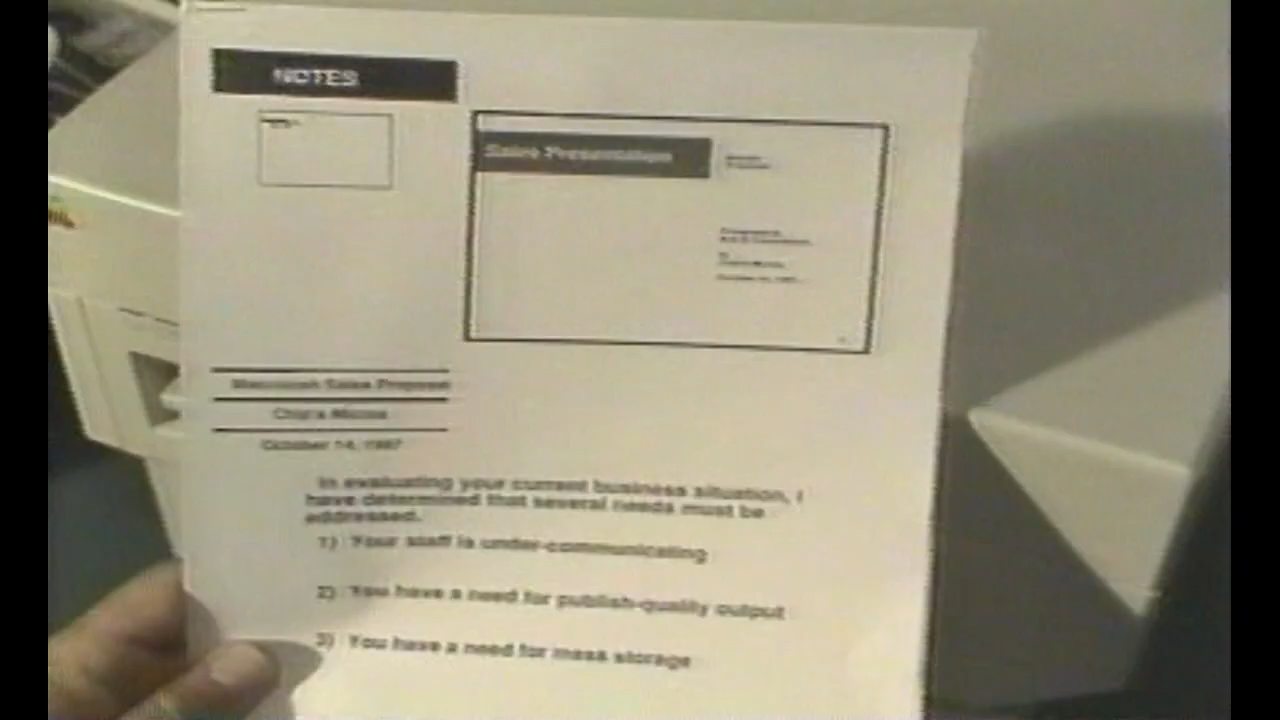 NOTES
Sales Presentation
Macintosh Sales Proposal
October 14, 1987
In evaluating your current business situation, I
have determined that several needs must be
addressed.
1) Your staff is under-communicating
2) You have a need for publish-quality output
3) You have a need for mass storage